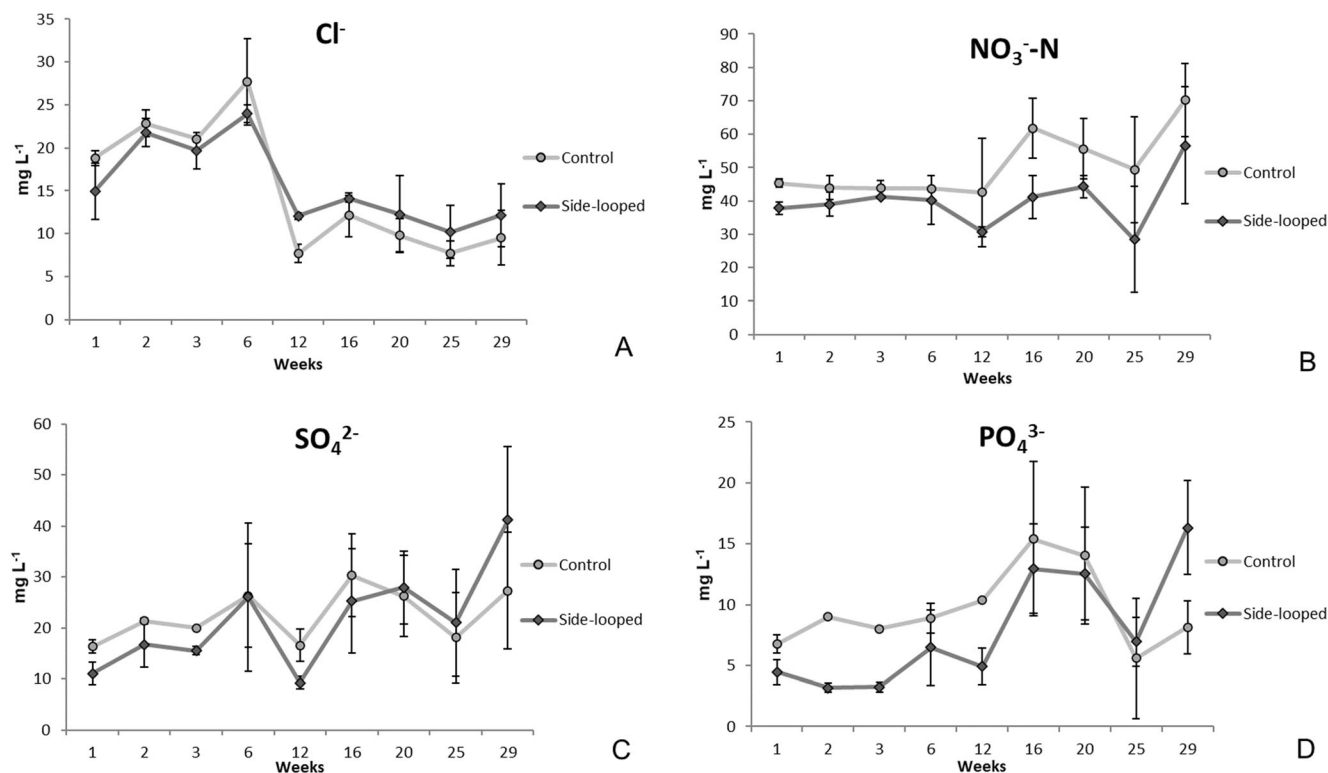 Cl⁻
35
30
25
20
15
10
5
0
mg L⁻¹
1 2 3 6 12 16 20 25 29
Weeks
Control
Side-looped
A
NO₃⁻-N
90
80
70
60
50
40
30
20
10
0
mg L⁻¹
1 2 3 6 12 16 20 25 29
Weeks
Control
Side-looped
B
SO₄²⁻
60
50
40
30
20
10
0
mg L⁻¹
1 2 3 6 12 16 20 25 29
Weeks
Control
Side-looped
C
PO₄³⁻
25
20
15
10
5
0
mg L⁻¹
1 2 3 6 12 16 20 25 29
Weeks
Control
Side-looped
D